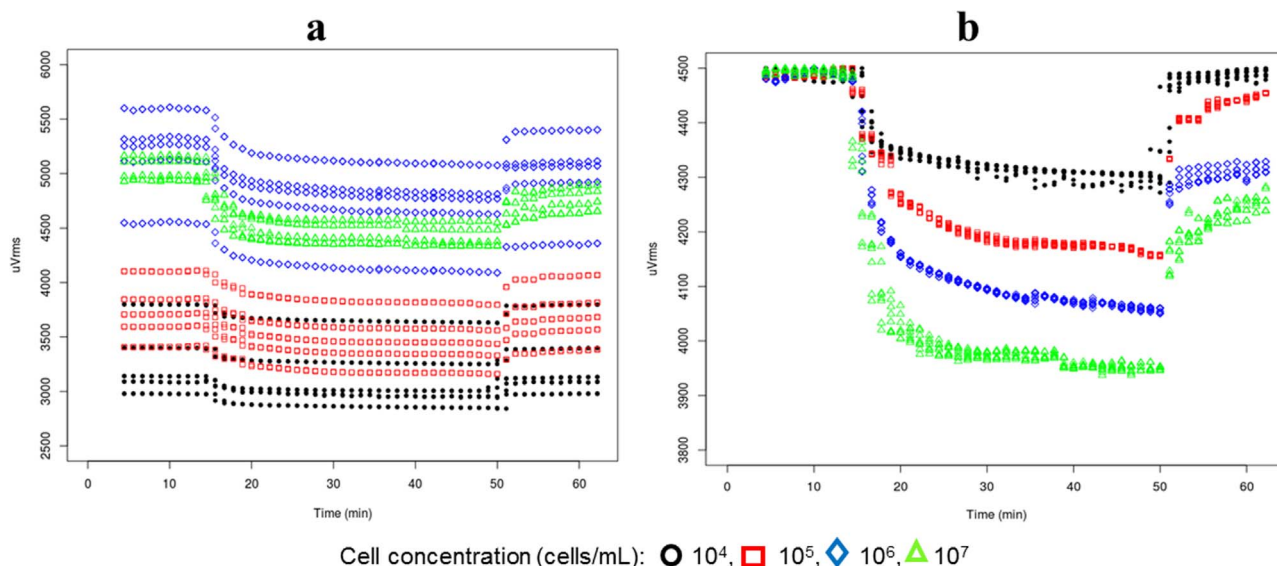 a
b
6000
5500
5000
4500
4000
3500
3000
2500
uVrms
0 10 20 30 40 50 60
Time (min)
4500
4400
4300
4200
4100
4000
3900
3800
uVrms
0 10 20 30 40 50 60
Time (min)
Cell concentration (cells/mL): 10⁴, 10⁵, 10⁶, 10⁷